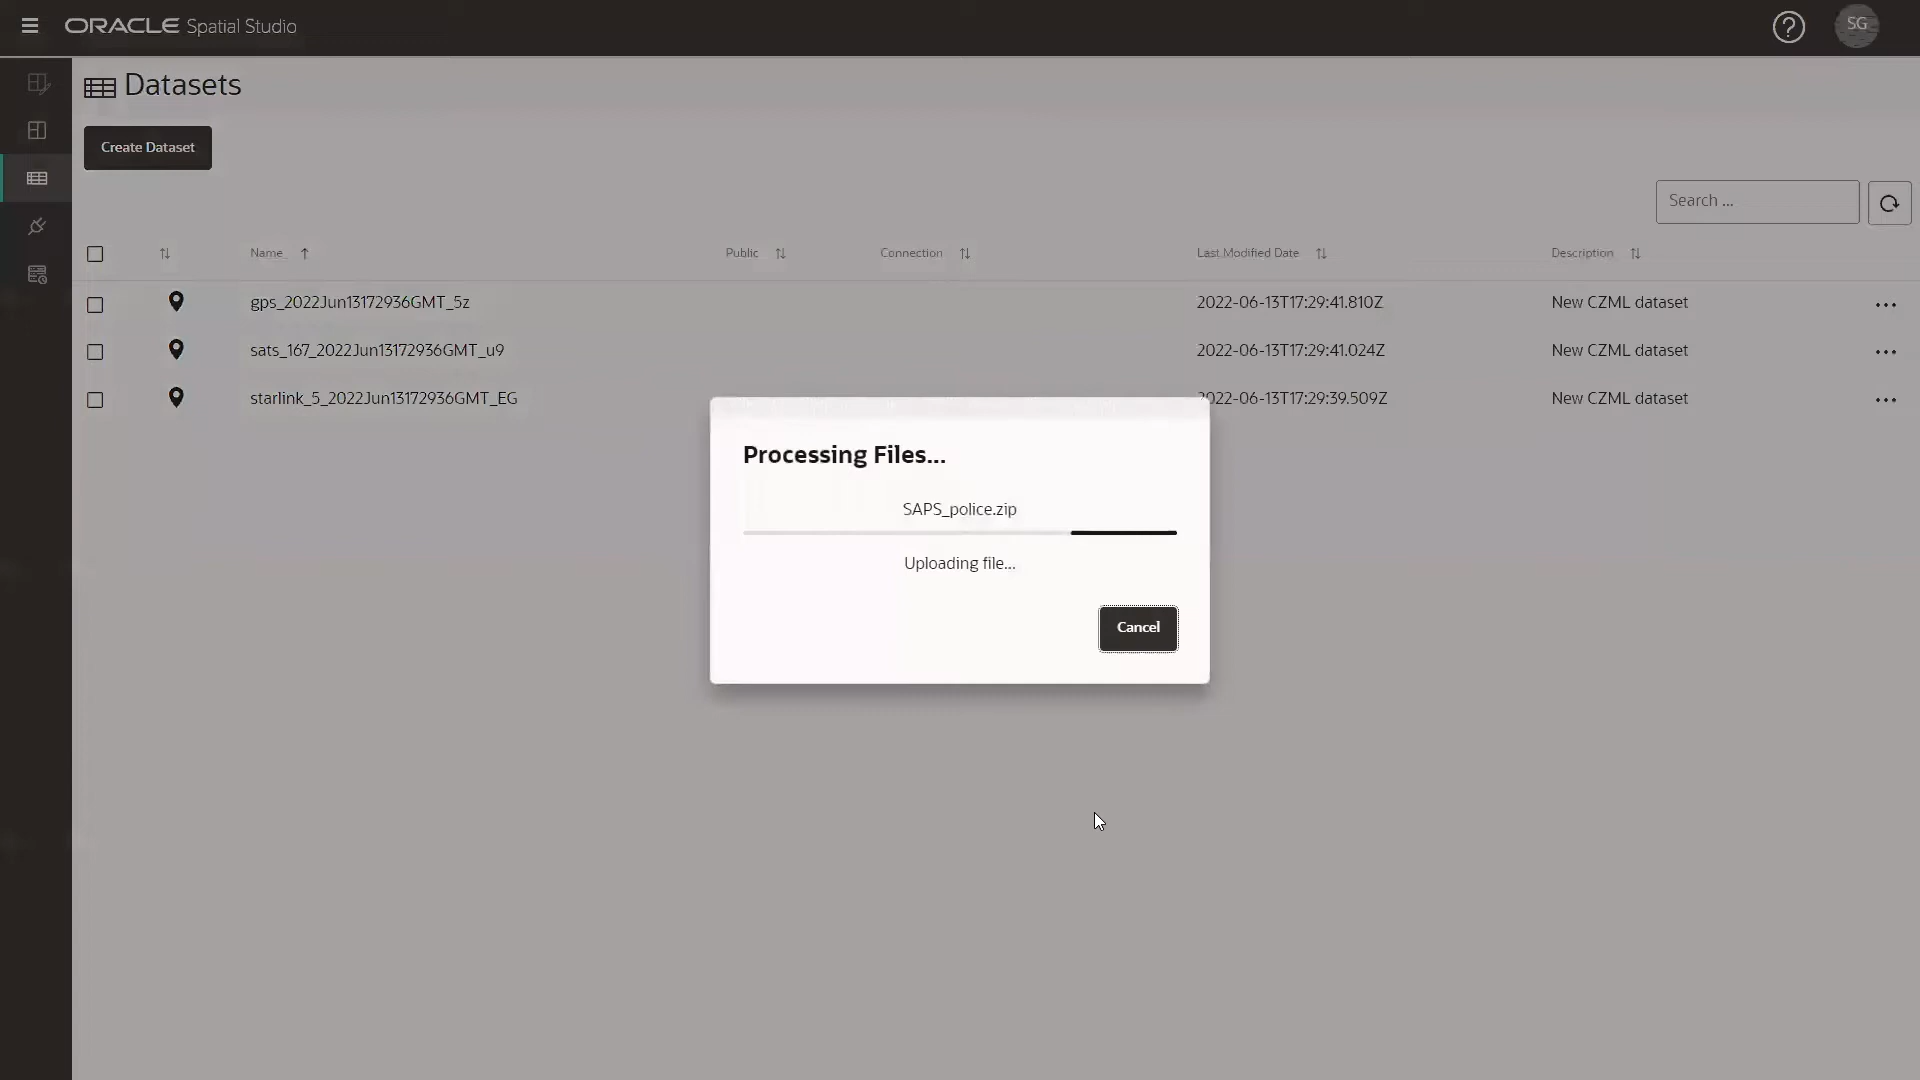 ORACLE Spatial Studio
SG
Datasets
Create Dataset
Search ...
Name Public Connection Last Modified Date Description
gps_2022Jun13172936GMT_5z 2022-06-13T17:29:41.810Z New CZML dataset
sats_167_2022Jun13172936GMT_u9 2022-06-13T17:29:41.024Z New CZML dataset
starlink_5_2022Jun13172936GMT_EG 2022-06-13T17:29:39.509Z New CZML dataset
Processing Files...
SAPS_police.zip
Uploading file...
Cancel